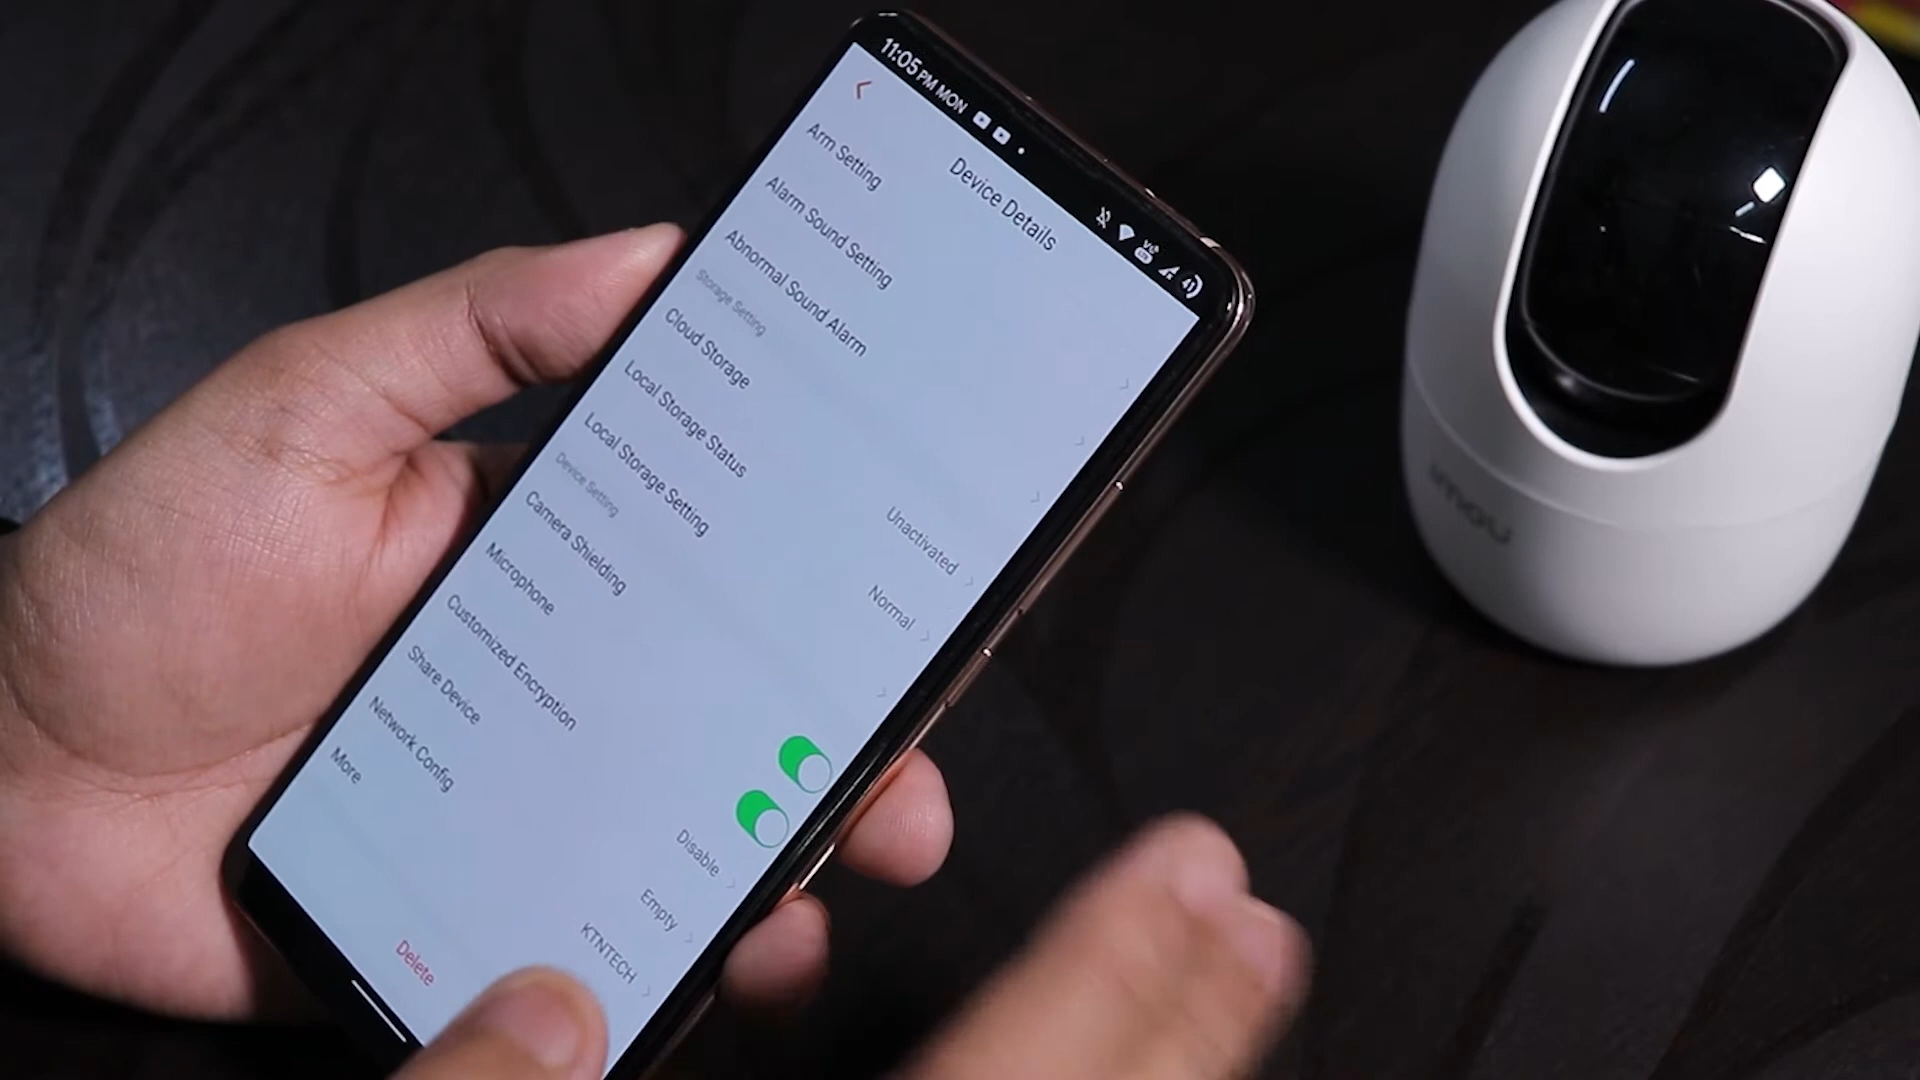 11:05 PM MON
41
Device Details
Arm Setting
Alarm Sound Setting
Abnormal Sound Alarm
Storage Setting
Cloud Storage Unactivated
Local Storage Status Normal
Local Storage Setting
Device Setting
Camera Shielding
Microphone
Customized Encryption Disable
Share Device Empty
Network Config KTNTECH
More
Delete
imou